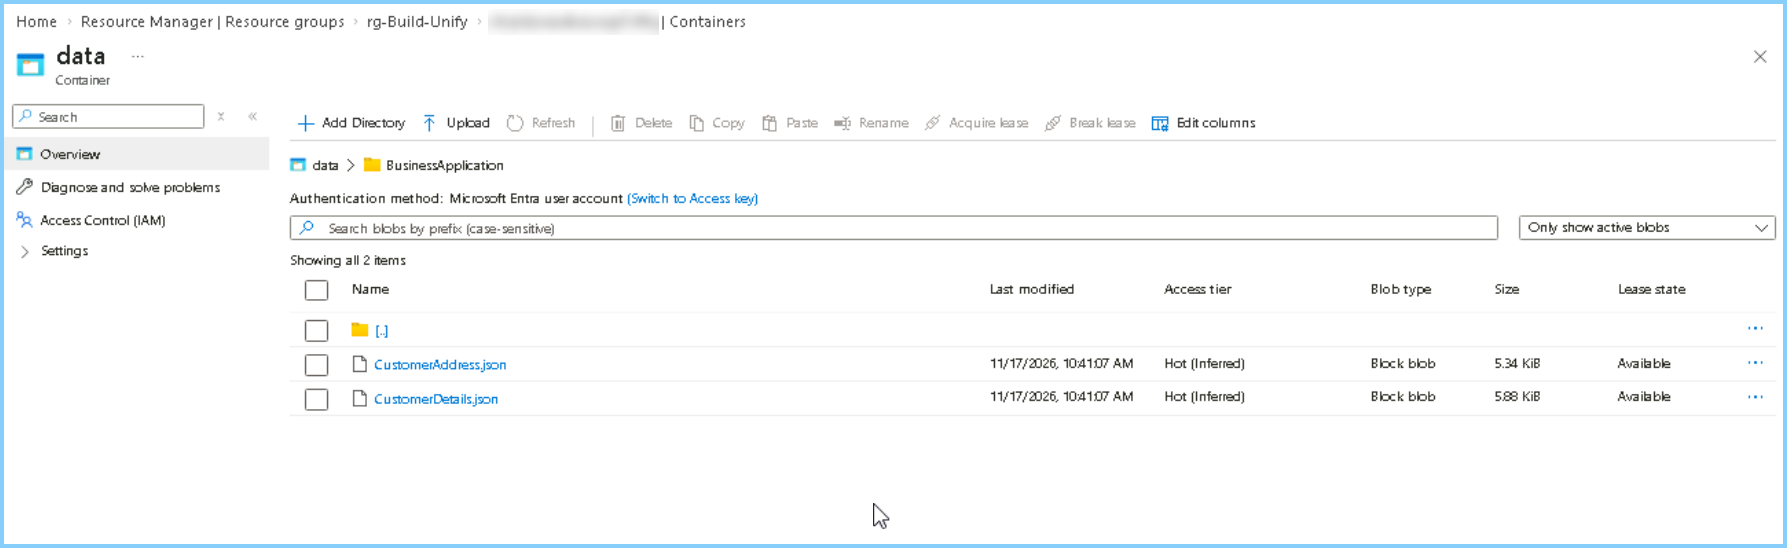 Home > Resource Manager | Resource groups > rg-Build-Unify > | Containers
data ...
Container
Search
Add Directory Upload Refresh Delete Copy Paste Rename Acquire lease Break lease Edit columns
Overview
Diagnose and solve problems
Access Control (IAM)
Settings
data > BusinessApplication
Authentication method: Microsoft Entra user account (Switch to Access key)
Search blobs by prefix (case-sensitive)
Only show active blobs
Showing all 2 items
Name Last modified Access tier Blob type Size Lease state
[..]
CustomerAddress.json 11/17/2026, 10:41:07 AM Hot (Inferred) Block blob 5.34 KiB Available
CustomerDetails.json 11/17/2026, 10:41:07 AM Hot (Inferred) Block blob 5.88 KiB Available